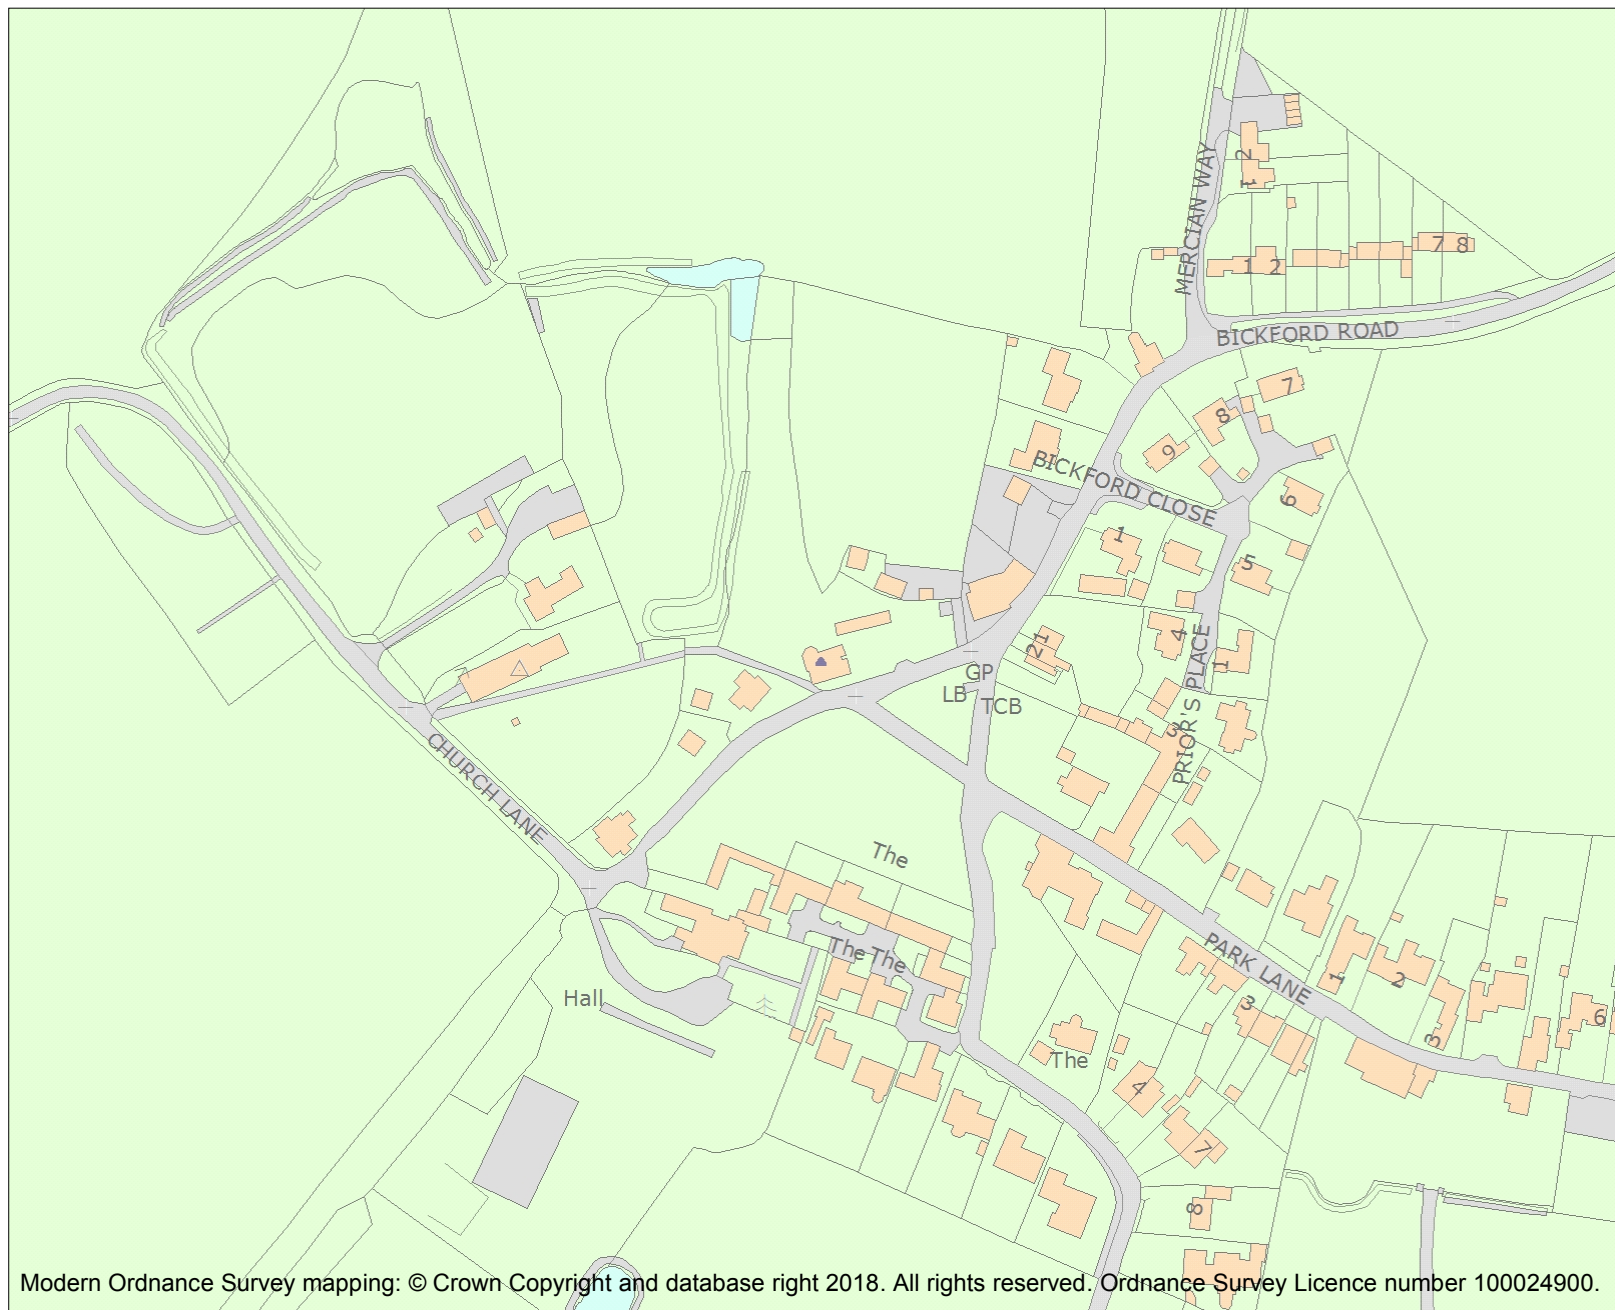 MERCIAN WAY
2
1
1 2
7 8
BICKFORD ROAD
7
8
9
BICKFORD CLOSE
6
1
5
21
4
1
PRIOR'S PLACE
GP
LB
TCB
3
CHURCH LANE
The
The The
PARK LANE
1
2
3
3
6
Hall
The
4
7
8
Modern Ordnance Survey mapping: © Crown Copyright and database right 2018. All rights reserved. Ordnance Survey Licence number 100024900.